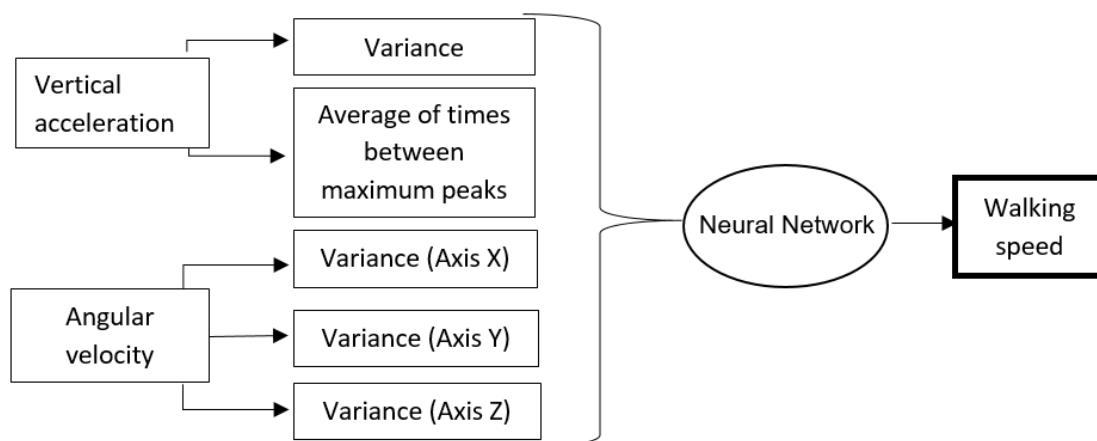 Vertical
acceleration
Variance
Average of times
between
maximum peaks
Angular
velocity
Variance (Axis X)
Variance (Axis Y)
Variance (Axis Z)
Neural Network
Walking
speed